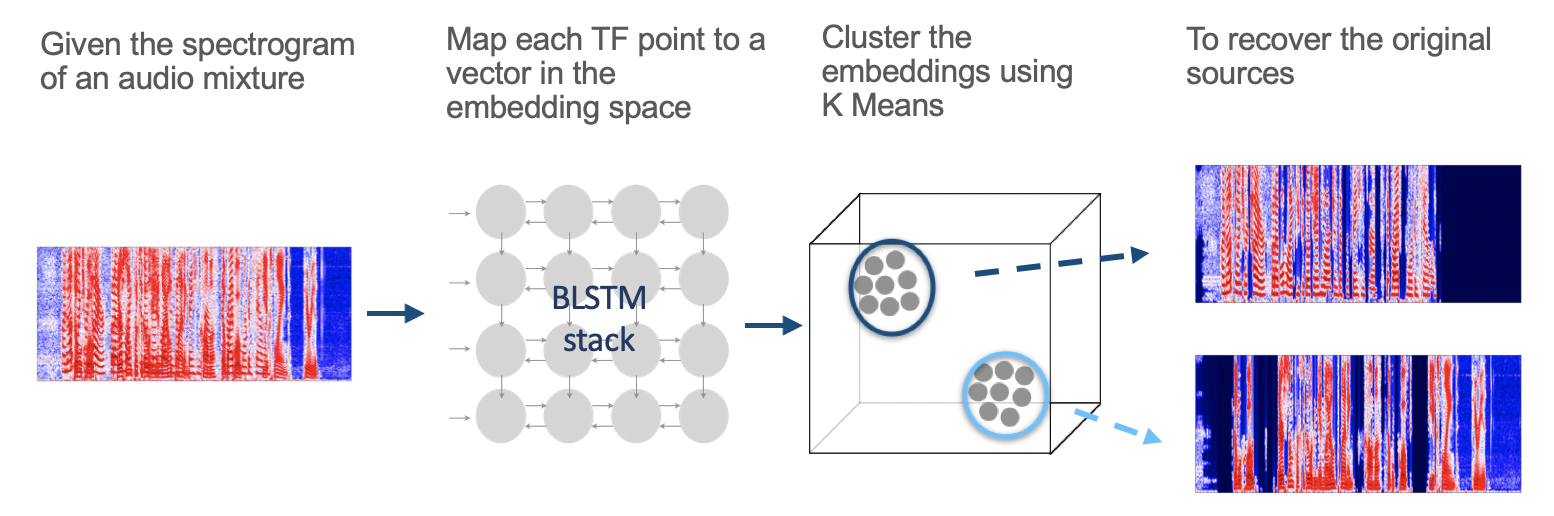 Given the spectrogram
of an audio mixture
Map each TF point to a
vector in the
embedding space
Cluster the
embeddings using
K Means
To recover the original
sources
BLSTM
stack